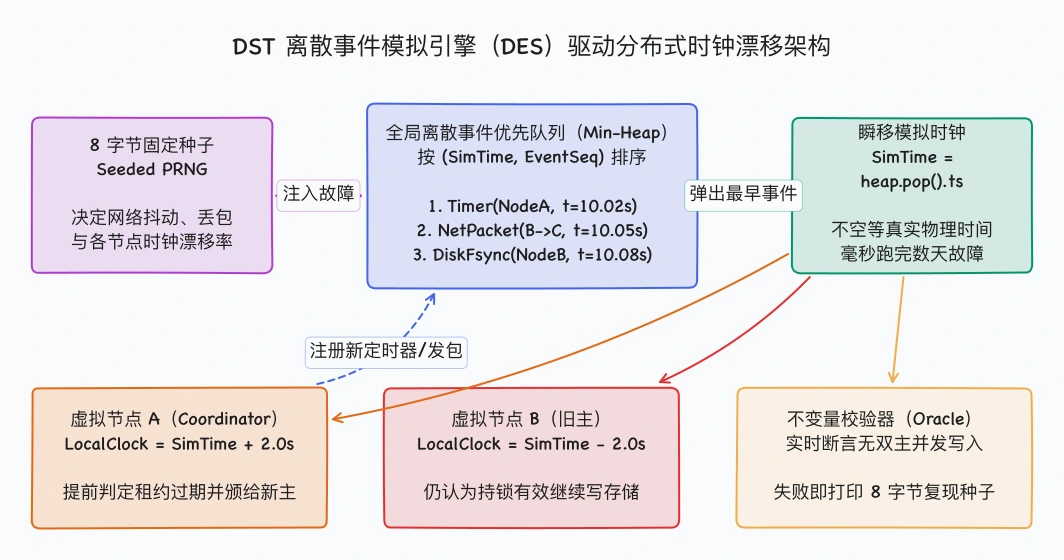 DST 离散事件模拟引擎（DES）驱动分布式时钟漂移架构
8 字节固定种子
Seeded PRNG
决定网络抖动、丢包
与各节点时钟漂移率
注入故障
全局离散事件优先队列（Min-Heap）
按 (SimTime, EventSeq) 排序
1. Timer(NodeA, t=10.02s)
2. NetPacket(B->C, t=10.05s)
3. DiskFsync(NodeB, t=10.08s)
弹出最早事件
瞬移模拟时钟
SimTime =
heap.pop().ts
不空等真实物理时间
毫秒跑完数天故障
注册新定时器/发包
虚拟节点 A（Coordinator）
LocalClock = SimTime + 2.0s
提前判定租约过期并颁给新主
虚拟节点 B（旧主）
LocalClock = SimTime - 2.0s
仍认为持锁有效继续写存储
不变量校验器（Oracle）
实时断言无双主并发写入
失败即打印 8 字节复现种子